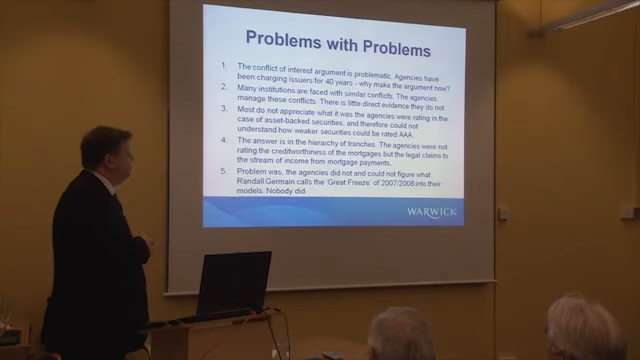 Problems with Problems
1. The conflict of interest argument is problematic. Agencies have
been charging issuers for 40 years - why make the argument now?
2. Many institutions are faced with similar conflicts. The agencies
manage these conflicts. There is little direct evidence they do not.
3. Most do not appreciate what it was the agencies were rating in the
case of asset-backed securities, and therefore could not
understand how weaker securities could be rated AAA.
4. The answer is in the hierarchy of tranches. The agencies were not
rating the creditworthiness of the mortgages but the legal claims to
the stream of income from mortgage payments.
5. Problem was, the agencies did not and could not figure what
Randall Germain calls the 'Great Freeze' of 2007/2008 into their
models. Nobody did.
WARWICK